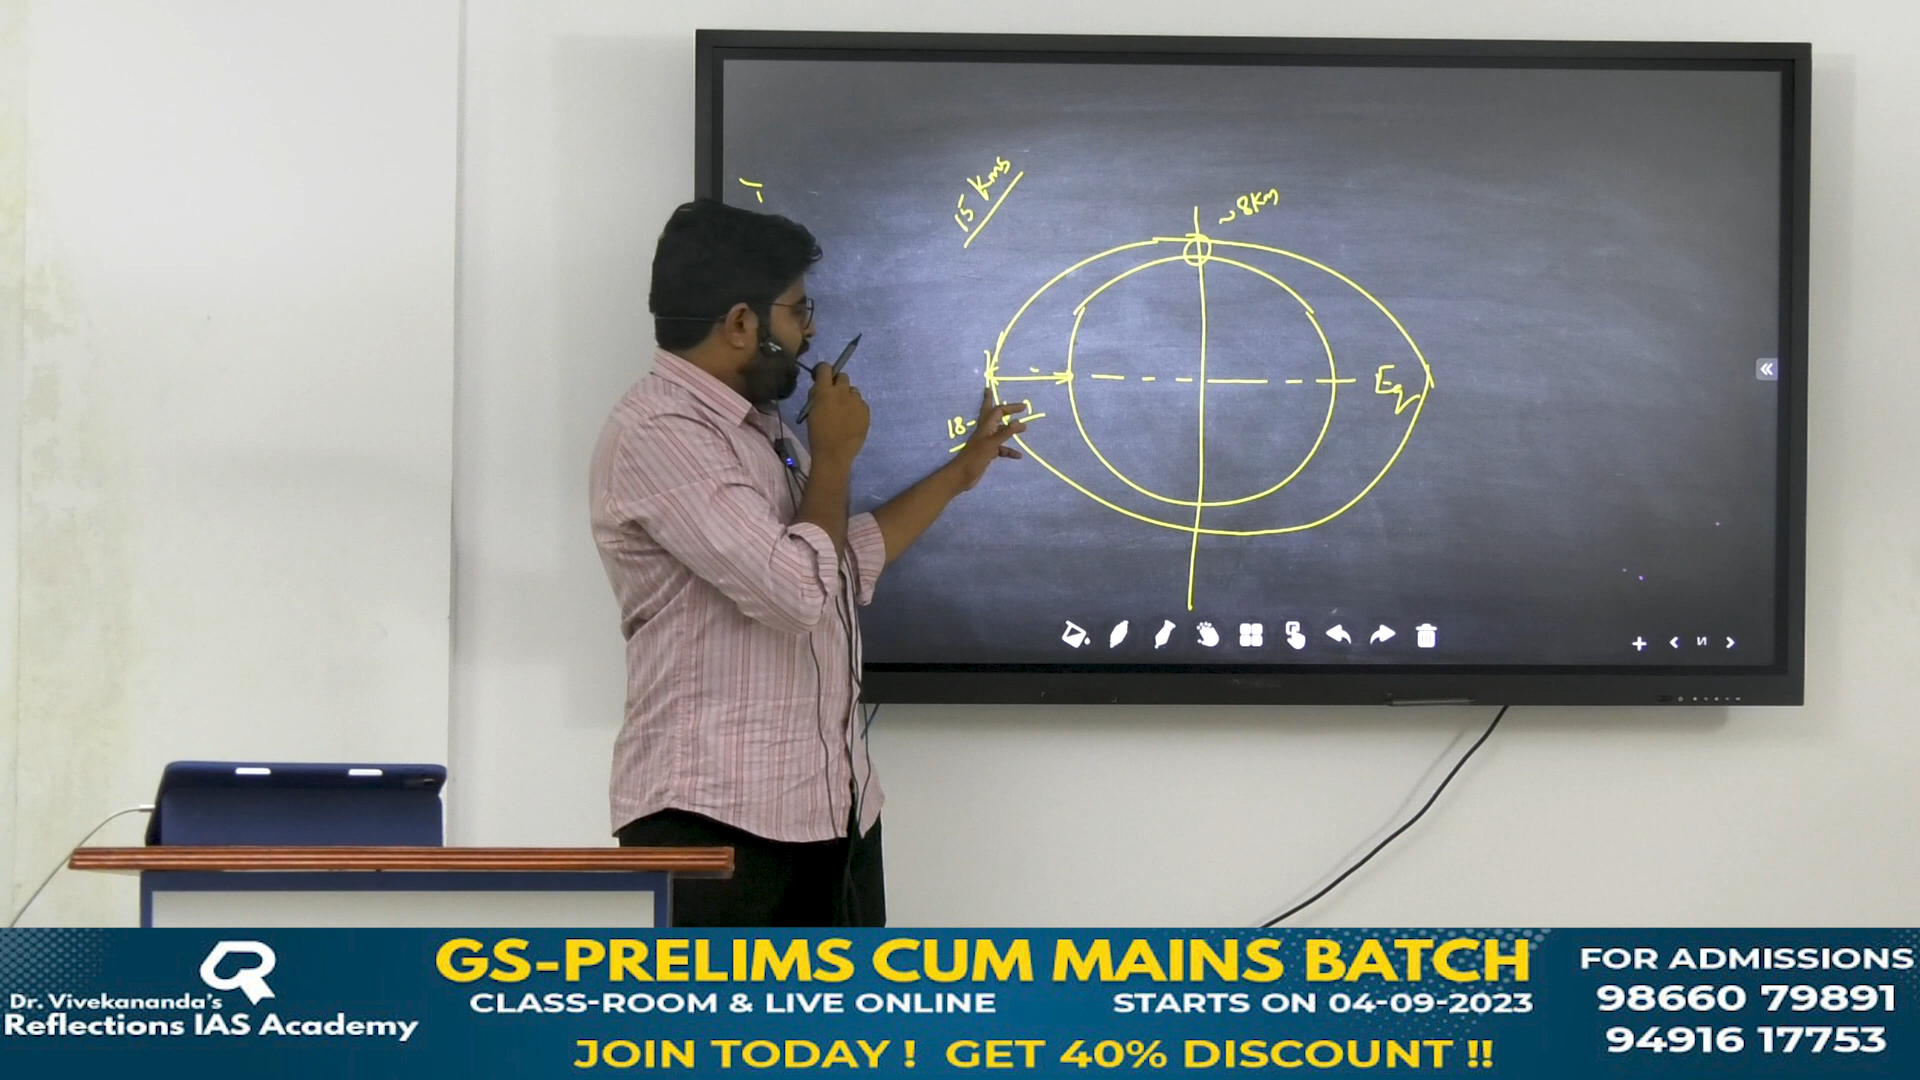 15 Kms
~8Km
Eq
18-
GS-PRELIMS CUM MAINS BATCH
CLASS-ROOM & LIVE ONLINE STARTS ON 04-09-2023
JOIN TODAY ! GET 40% DISCOUNT !!
Dr. Vivekananda's
Reflections IAS Academy
FOR ADMISSIONS
98660 79891
94916 17753